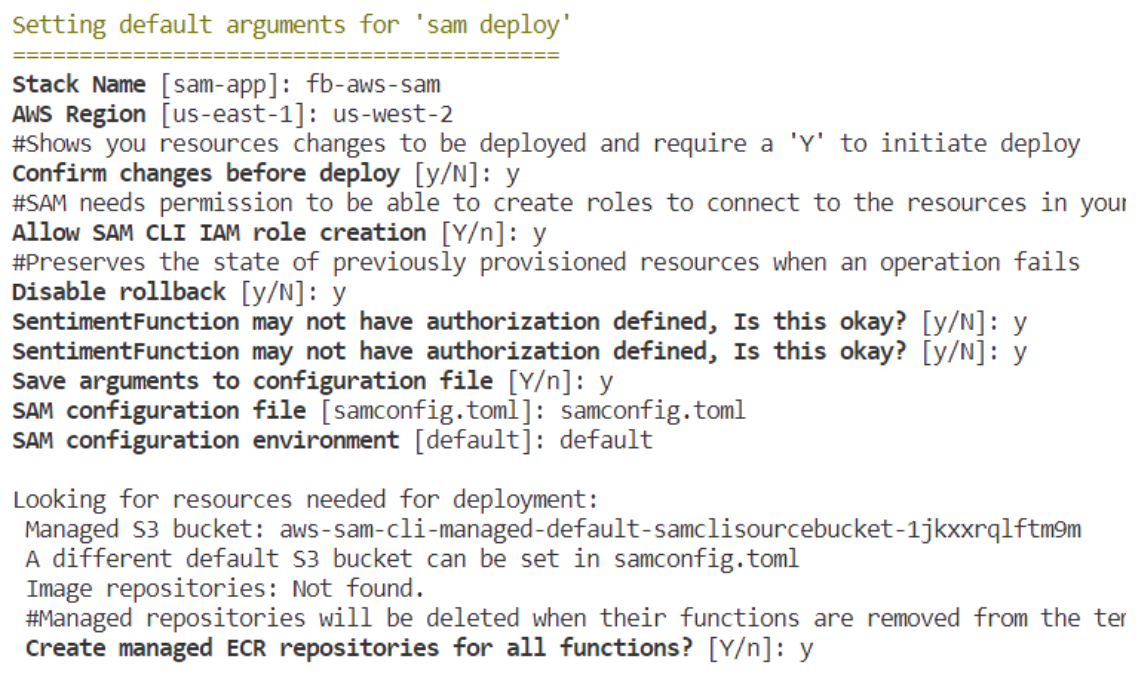 Setting default arguments for 'sam deploy'
=========================================
Stack Name [sam-app]: fb-aws-sam
AWS Region [us-east-1]: us-west-2
#Shows you resources changes to be deployed and require a 'Y' to initiate deploy
Confirm changes before deploy [y/N]: y
#SAM needs permission to be able to create roles to connect to the resources in your
Allow SAM CLI IAM role creation [Y/n]: y
#Preserves the state of previously provisioned resources when an operation fails
Disable rollback [y/N]: y
SentimentFunction may not have authorization defined, Is this okay? [y/N]: y
SentimentFunction may not have authorization defined, Is this okay? [y/N]: y
Save arguments to configuration file [Y/n]: y
SAM configuration file [samconfig.toml]: samconfig.toml
SAM configuration environment [default]: default
Looking for resources needed for deployment:
Managed S3 bucket: aws-sam-cli-managed-default-samclisourcebucket-1jkxxrqlftm9m
A different default S3 bucket can be set in samconfig.toml
Image repositories: Not found.
#Managed repositories will be deleted when their functions are removed from the
Create managed ECR repositories for all functions? [Y/n]: y